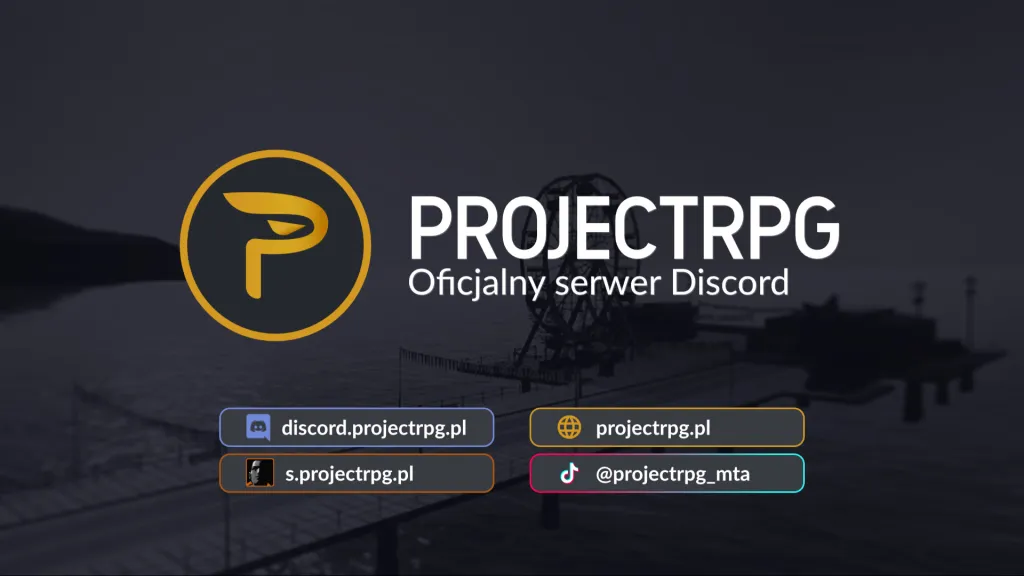 P
PROJECTRPG
Oficjalny serwer Discord
discord.projectrpg.pl
projectrpg.pl
s.projectrpg.pl
@projectrpg_mta